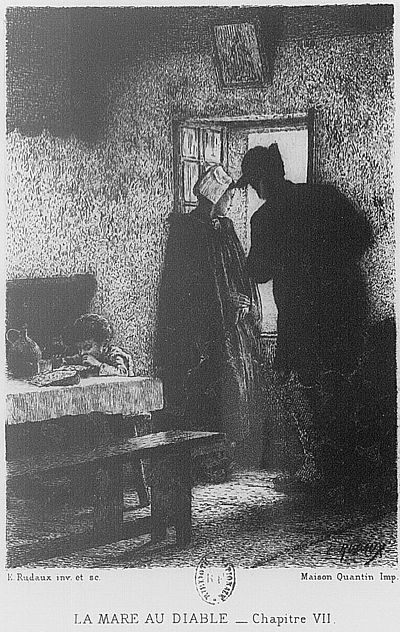 E. Rudaux inv. et sc.
Maison Quantin Imp.
LA MARE AU DIABLE — Chapitre VII.